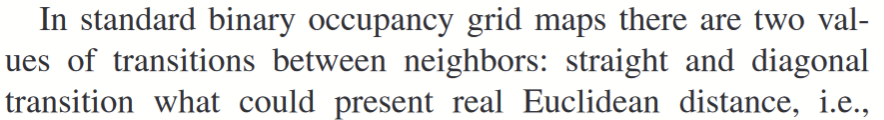 In standard binary occupancy grid maps there are two val-
ues of transitions between neighbors: straight and diagonal
transition what could present real Euclidean distance, i.e.,